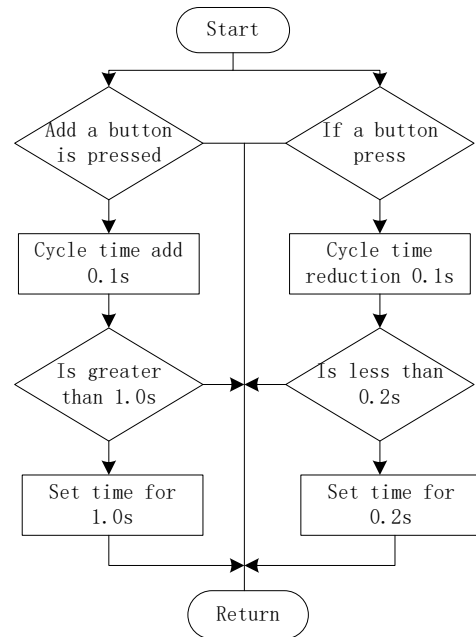 Start
Add a button
is pressed
If a button
press
Cycle time add
0.1s
Cycle time
reduction 0.1s
Is greater
than 1.0s
Is less than
0.2s
Set time for
1.0s
Set time for
0.2s
Return